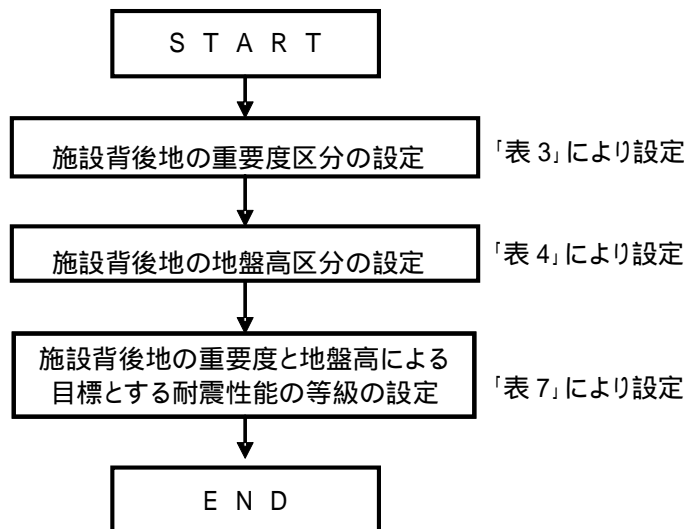 S T A R T
施設背後地の重要度区分の設定
「表 3」により設定
施設背後地の地盤高区分の設定
「表 4」により設定
施設背後地の重要度と地盤高による
目標とする耐震性能の等級の設定
「表 7」により設定
E N D